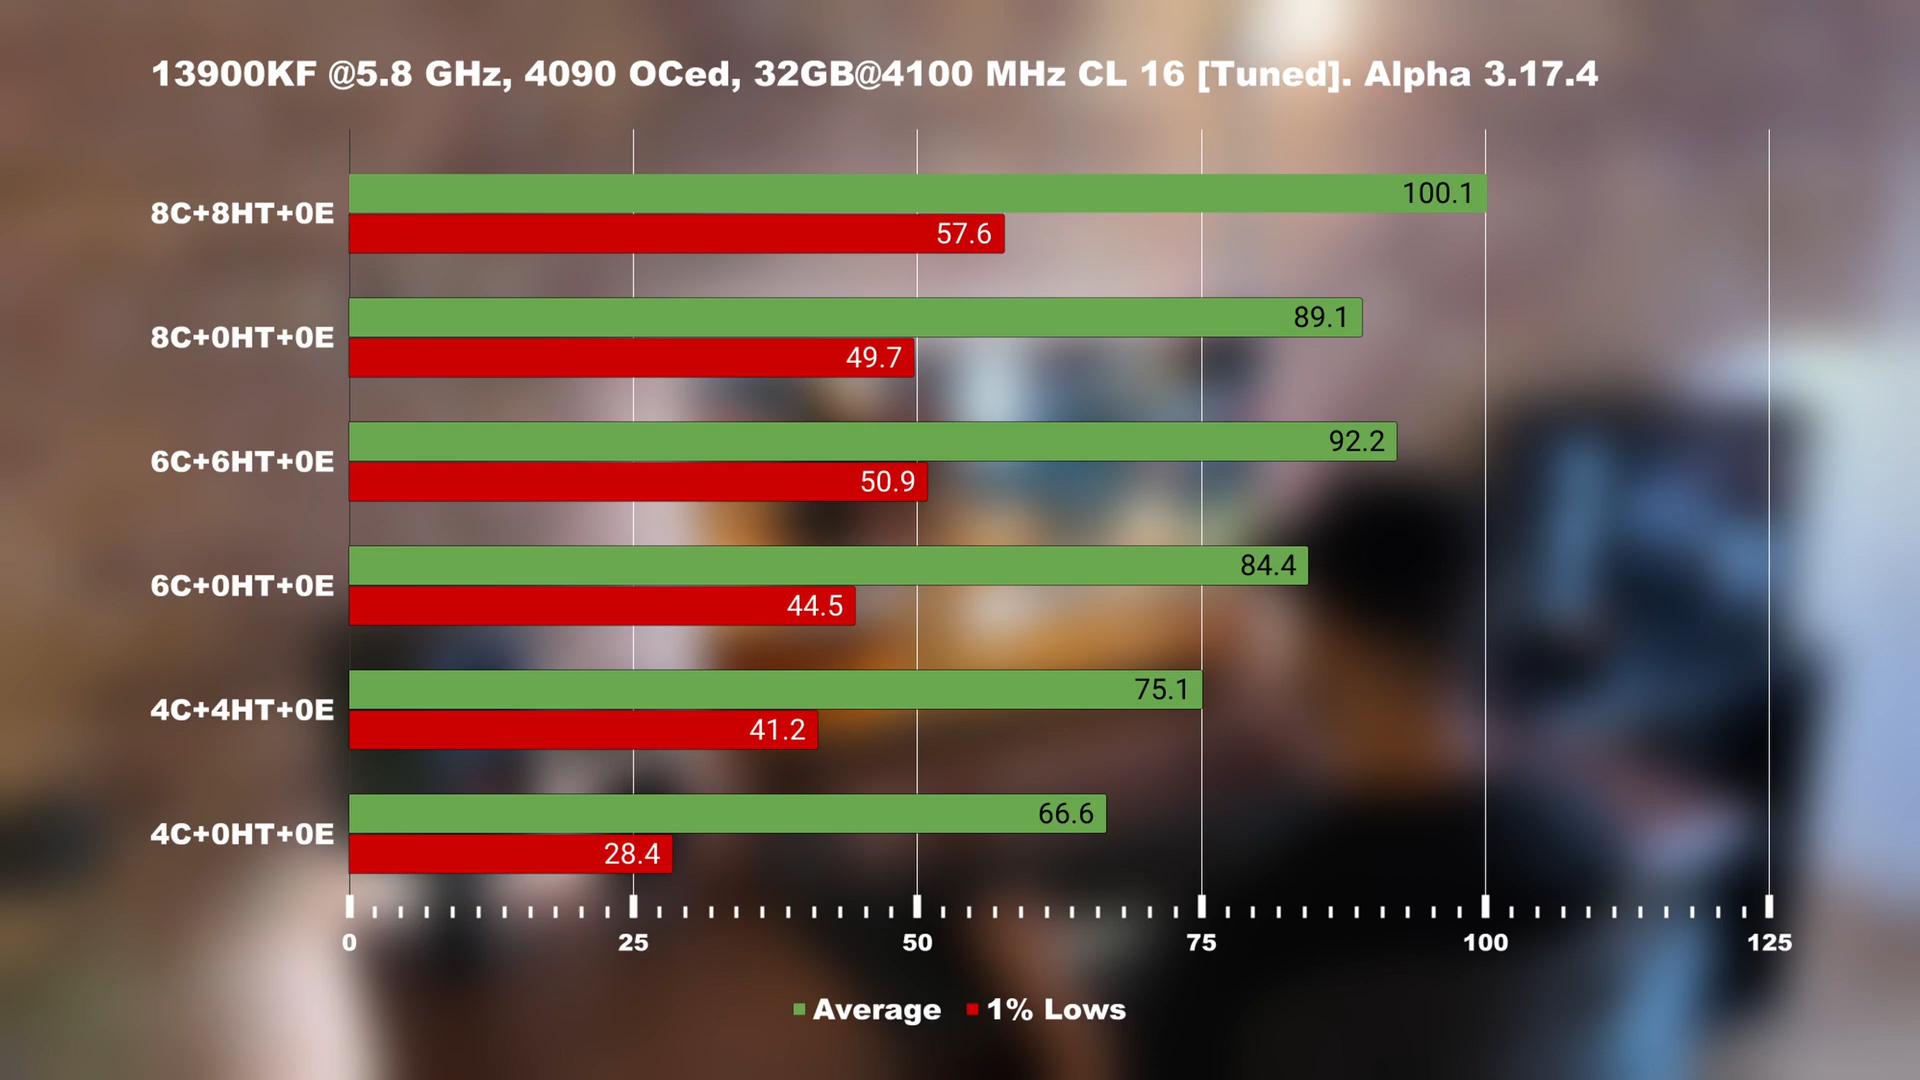 13900KF @5.8 GHz, 4090 OCed, 32GB@4100 MHz CL 16 [Tuned]. Alpha 3.17.4
8C+8HT+0E
100.1
57.6
8C+0HT+0E
89.1
49.7
6C+6HT+0E
92.2
50.9
6C+0HT+0E
84.4
44.5
4C+4HT+0E
75.1
41.2
4C+0HT+0E
66.6
28.4
0 25 50 75 100 125
Average 1% Lows